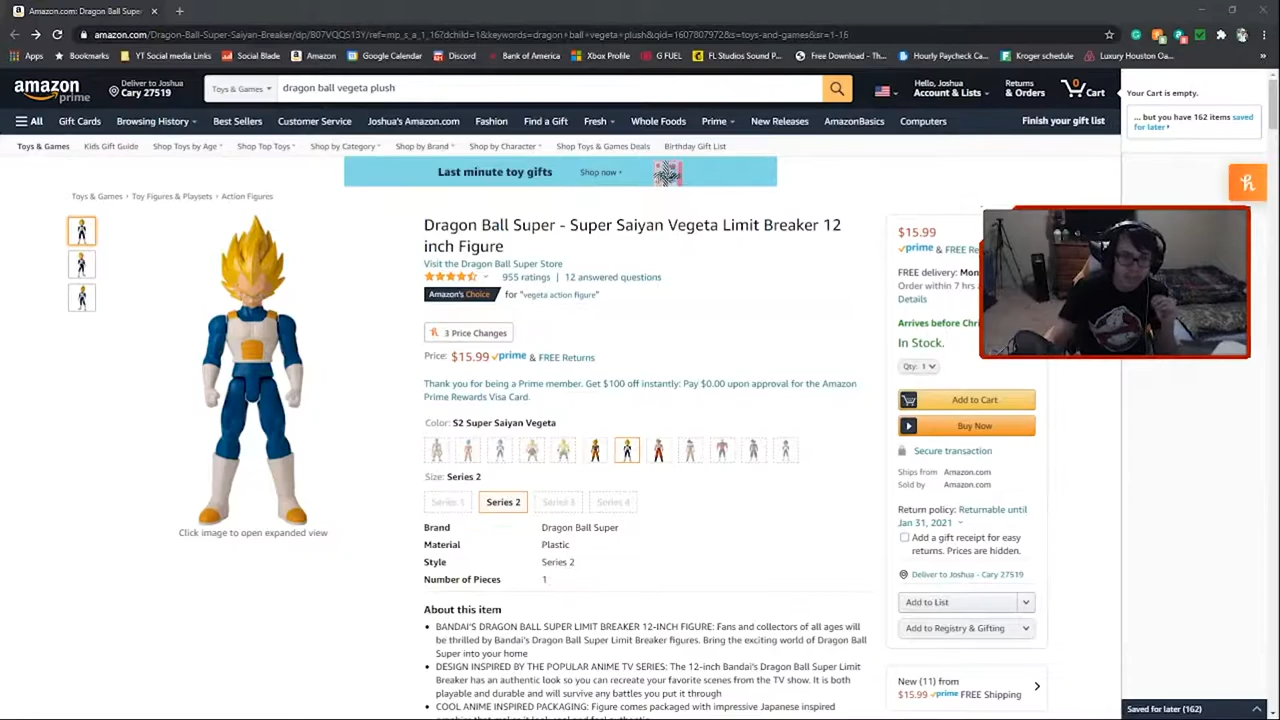 Amazon.com: Dragon Ball Super
amazon.com/Dragon-Ball-Super-Saiyan-Breaker/dp/B07VQQS13Y/ref=mp_s_a_1_16?dchild=1&keywords=dragon+ball+vegeta+plush&qid=1607807292&s=toys-and-games&sr=1-16
Bookmarks
YT Social media Links
Social Blade
Amazon
Google Calendar
Discord
Bank of America
Xbox Profile
G FUEL
FL Studios Sound P...
Free Download - Th...
Hourly Paycheck Ca...
Kroger schedule
Luxury Houston Oa...
amazon prime
Deliver to Joshua
Cary 27519
Toys & Games
dragon ball vegeta plush
Hello, Joshua
Account & Lists
Returns
& Orders
0
Cart
All
Gift Cards
Browsing History
Best Sellers
Customer Service
Joshua's Amazon.com
Fashion
Find a Gift
Fresh
Whole Foods
Prime
New Releases
AmazonBasics
Computers
Finish your gift list
Toys & Games
Kids Gift Guide
Shop Toys by Age
Shop Top Toys
Shop by Category
Shop by Brand
Shop by Character
Shop Toys & Games Deals
Birthday Gift List
Your Cart is empty.
... but you have 162 items saved
for later
Last minute toy gifts
Shop now
Toys & Games › Toy Figures & Playsets › Action Figures
Click image to open expanded view
Dragon Ball Super - Super Saiyan Vegeta Limit Breaker 12
inch Figure
Visit the Dragon Ball Super Store
955 ratings | 12 answered questions
Amazon's Choice for "vegeta action figure"
3 Price Changes
Price: $15.99 prime & FREE Returns
Thank you for being a Prime member. Get $100 off instantly: Pay $0.00 upon approval for the Amazon
Prime Rewards Visa Card.
Color: S2 Super Saiyan Vegeta
Size: Series 2
Series 1
Series 2
Series 3
Series 4
Brand Dragon Ball Super
Material Plastic
Style Series 2
Number of Pieces 1
About this item
• BANDAI'S DRAGON BALL SUPER LIMIT BREAKER 12-INCH FIGURE: Fans and collectors of all ages will
be thrilled by Bandai's Dragon Ball Super Limit Breaker figures. Bring the exciting world of Dragon Ball
Super into your home
• DESIGN INSPIRED BY THE POPULAR ANIME TV SERIES: The 12-inch Bandai's Dragon Ball Super Limit
Breaker has an authentic look so you can recreate your favorite scenes from the TV show. It is both
playable and durable and will survive any battles you put it through
• COOL ANIME INSPIRED PACKAGING: Figure comes packaged with impressive Japanese inspired
$15.99
prime & FREE Re
FREE delivery: Mon
Order within 7 hrs
Details
Arrives before Chr
In Stock.
Qty: 1
Add to Cart
Buy Now
Secure transaction
Ships from Amazon.com
Sold by Amazon.com
Return policy: Returnable until
Jan 31, 2021
Add a gift receipt for easy
returns. Prices are hidden.
Deliver to Joshua - Cary 27519
Add to List
Add to Registry & Gifting
New (11) from
$15.99 prime FREE Shipping
Saved for later (162)